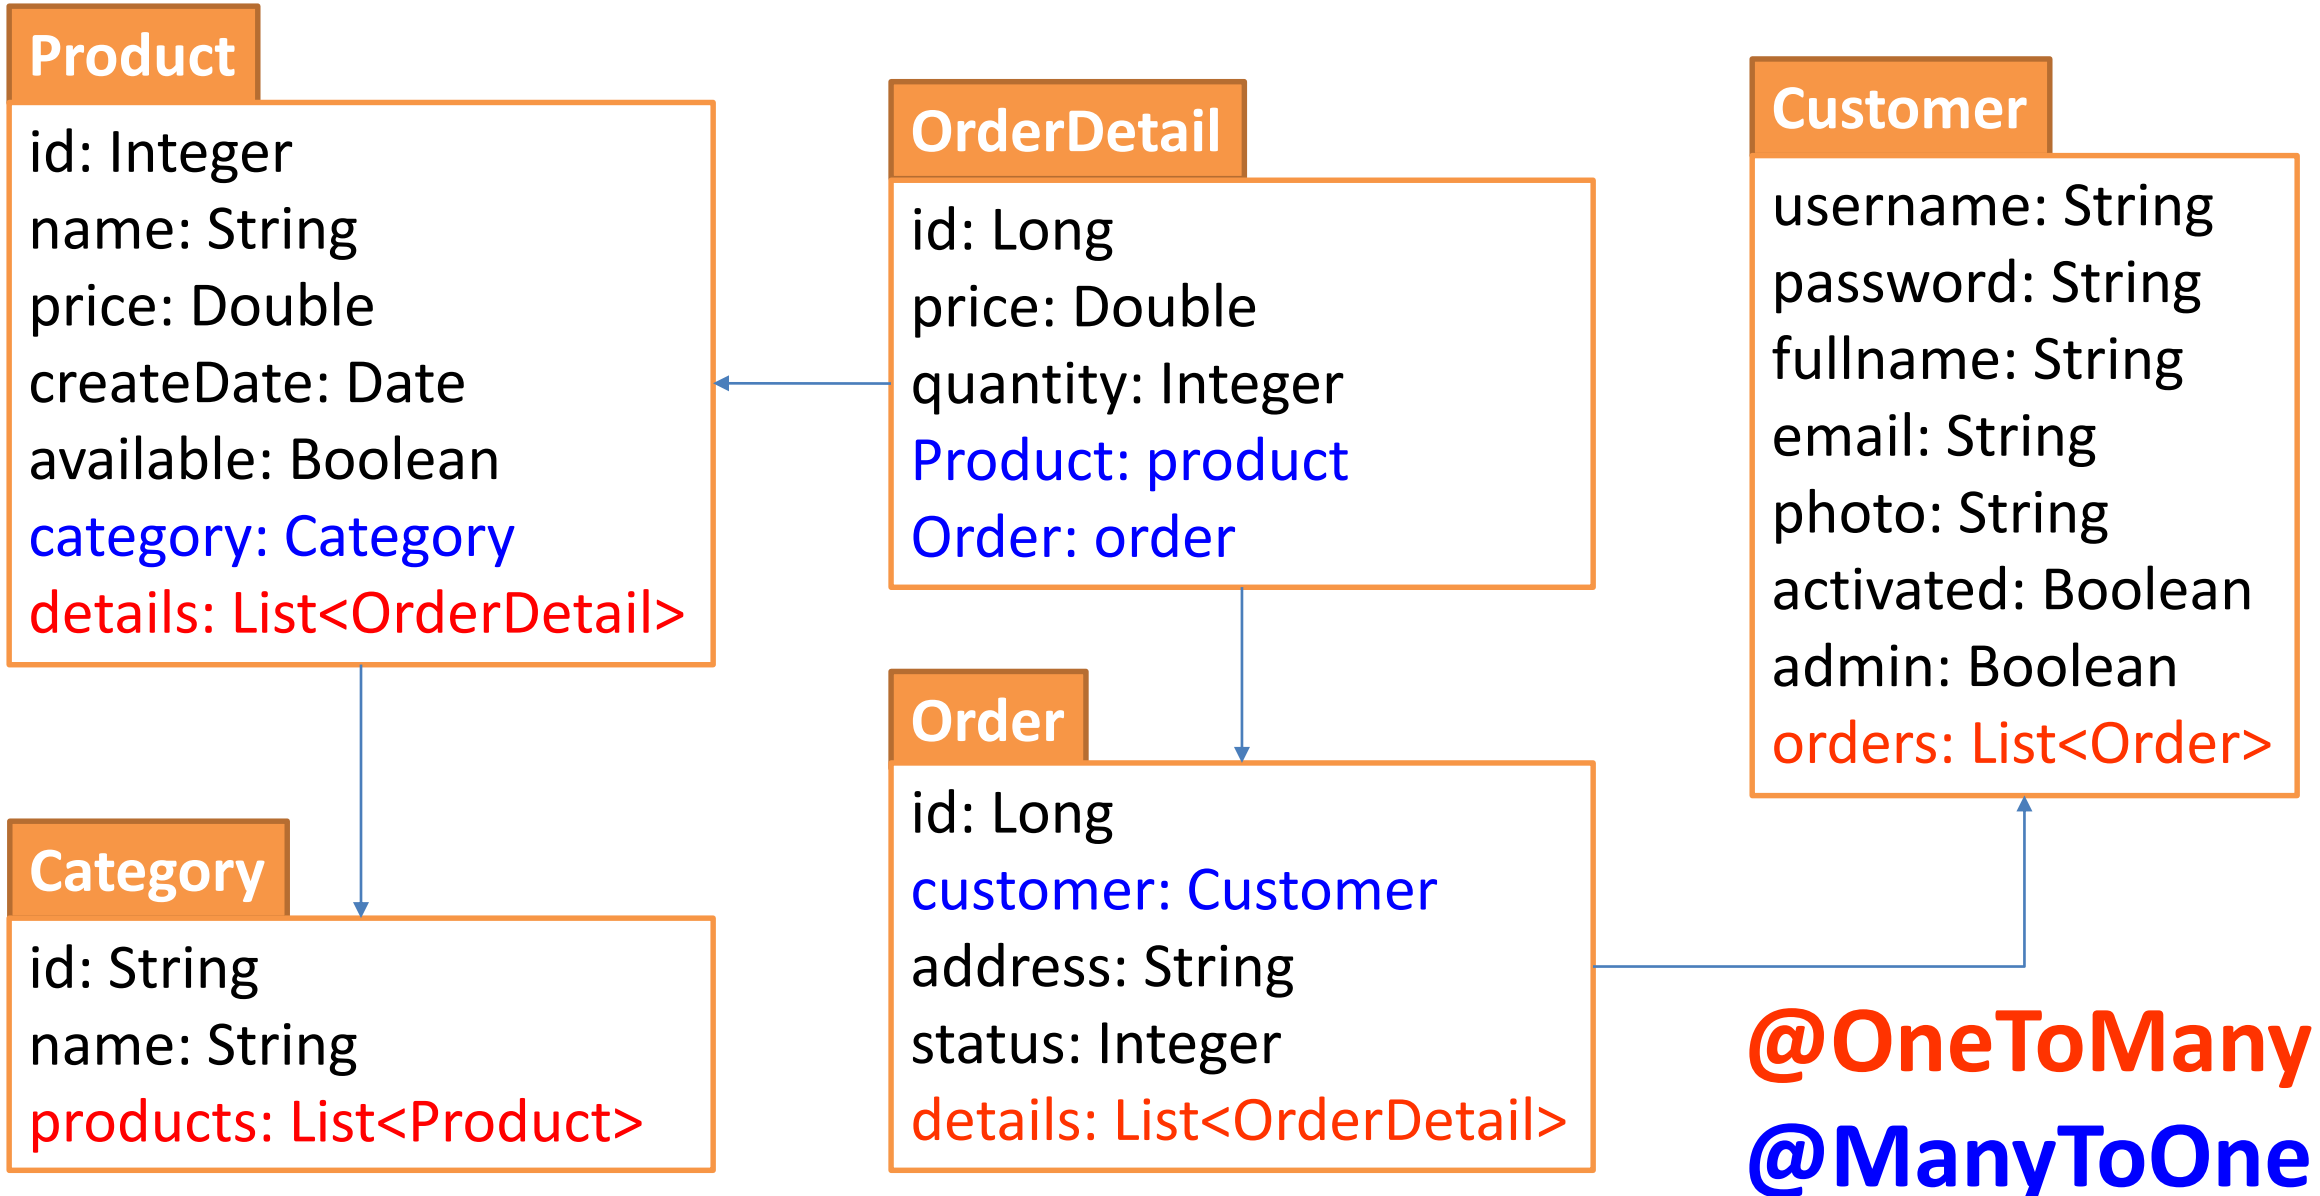 Product
id: Integer
name: String
price: Double
createDate: Date
available: Boolean
category: Category
details: List<OrderDetail>
Category
id: String
name: String
products: List<Product>
OrderDetail
id: Long
price: Double
quantity: Integer
Product: product
Order: order
Order
id: Long
customer: Customer
address: String
status: Integer
details: List<OrderDetail>
Customer
username: String
password: String
fullname: String
email: String
photo: String
activated: Boolean
admin: Boolean
orders: List<Order>
@OneToMany
@ManyToOne